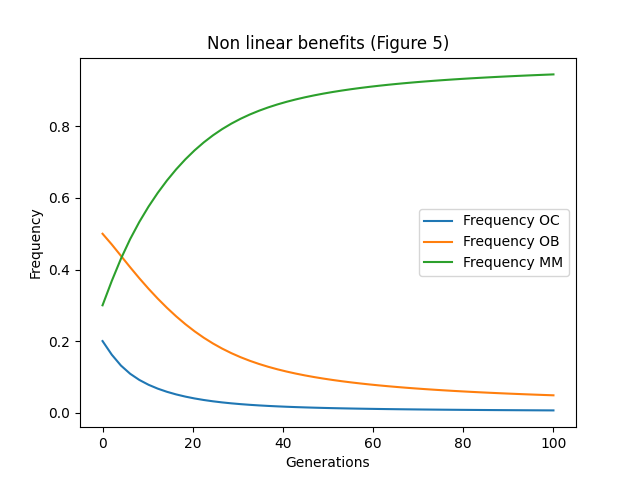 Non linear benefits (Figure 5)
Frequency
0.8
0.6
0.4
0.2
0.0
Frequency OC
Frequency OB
Frequency MM
0 20 40 60 80 100
Generations